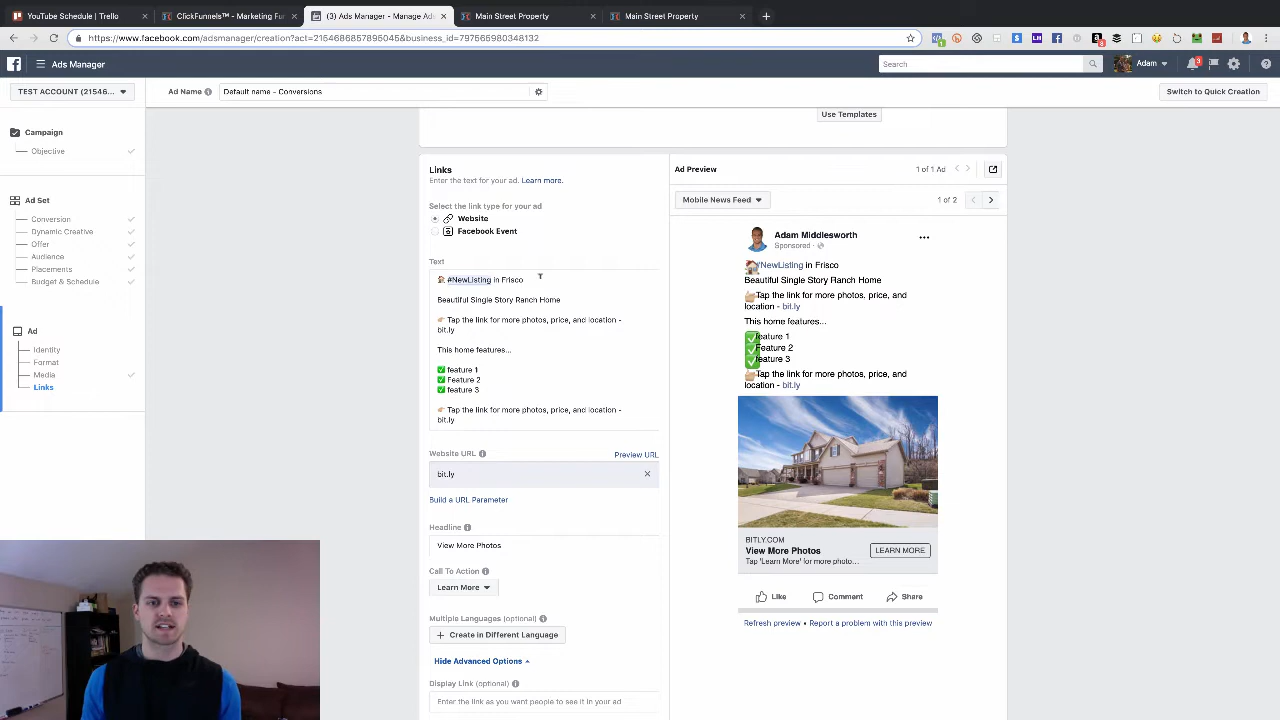 YouTube Schedule | Trello
ClickFunnels™ - Marketing Fun
(3) Ads Manager - Manage Ads
Main Street Property
Main Street Property
https://www.facebook.com/adsmanager/creation?act=2154686857895045&business_id=797565980348132
Ads Manager
Search
Adam
3
TEST ACCOUNT (21546...
Ad Name
Default name - Conversions
Switch to Quick Creation
Campaign
Objective
Ad Set
Conversion
Dynamic Creative
Offer
Audience
Placements
Budget & Schedule
Ad
Identity
Format
Media
Links
Use Templates
Links
Enter the text for your ad. Learn more.
Select the link type for your ad
Website
Facebook Event
Text
🏠 #NewListing in Frisco
Beautiful Single Story Ranch Home
👉 Tap the link for more photos, price, and location -
bit.ly
This home features...
✅ feature 1
✅ Feature 2
✅ feature 3
👉 Tap the link for more photos, price, and location -
bit.ly
Website URL
Preview URL
bit.ly
Build a URL Parameter
Headline
View More Photos
Call To Action
Learn More
Multiple Languages (optional)
Create in Different Language
Hide Advanced Options
Display Link (optional)
Enter the link as you want people to see it in your ad
Ad Preview
1 of 1 Ad
Mobile News Feed
1 of 2
Adam Middlesworth
Sponsored ·
🏠#NewListing in Frisco
Beautiful Single Story Ranch Home
👉Tap the link for more photos, price, and
location - bit.ly
This home features...
✅feature 1
✅Feature 2
✅feature 3
👉Tap the link for more photos, price, and
location - bit.ly
BITLY.COM
View More Photos
Tap 'Learn More' for more photo...
LEARN MORE
Like
Comment
Share
Refresh preview • Report a problem with this preview